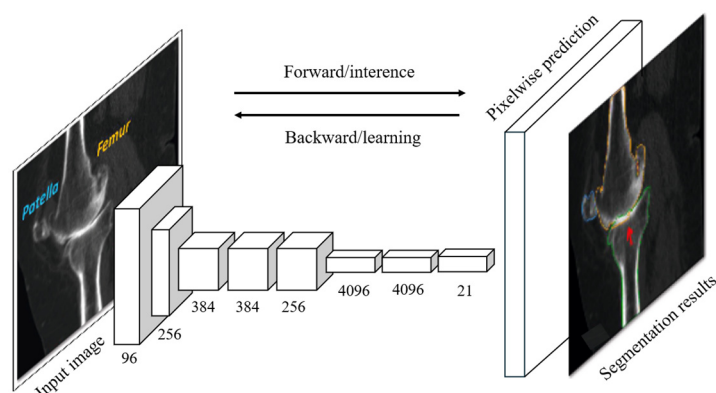 Forward/interence
Backward/learning
Pixelwise prediction
Femur
Patella
384
384
256
4096
4096
21
256
96
Input image
Segmentation results